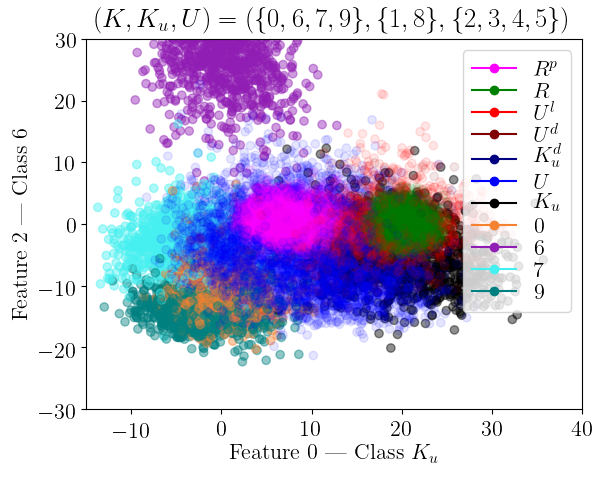 (K, K_u, U) = ({0, 6, 7, 9}, {1, 8}, {2, 3, 4, 5})
30
20
10
0
−10
−20
−30
Feature 2 — Class 6
R^p
R
U^l
U^d
K_u^d
U
K_u
0
6
7
9
−10
0
10
20
30
40
Feature 0 — Class K_u